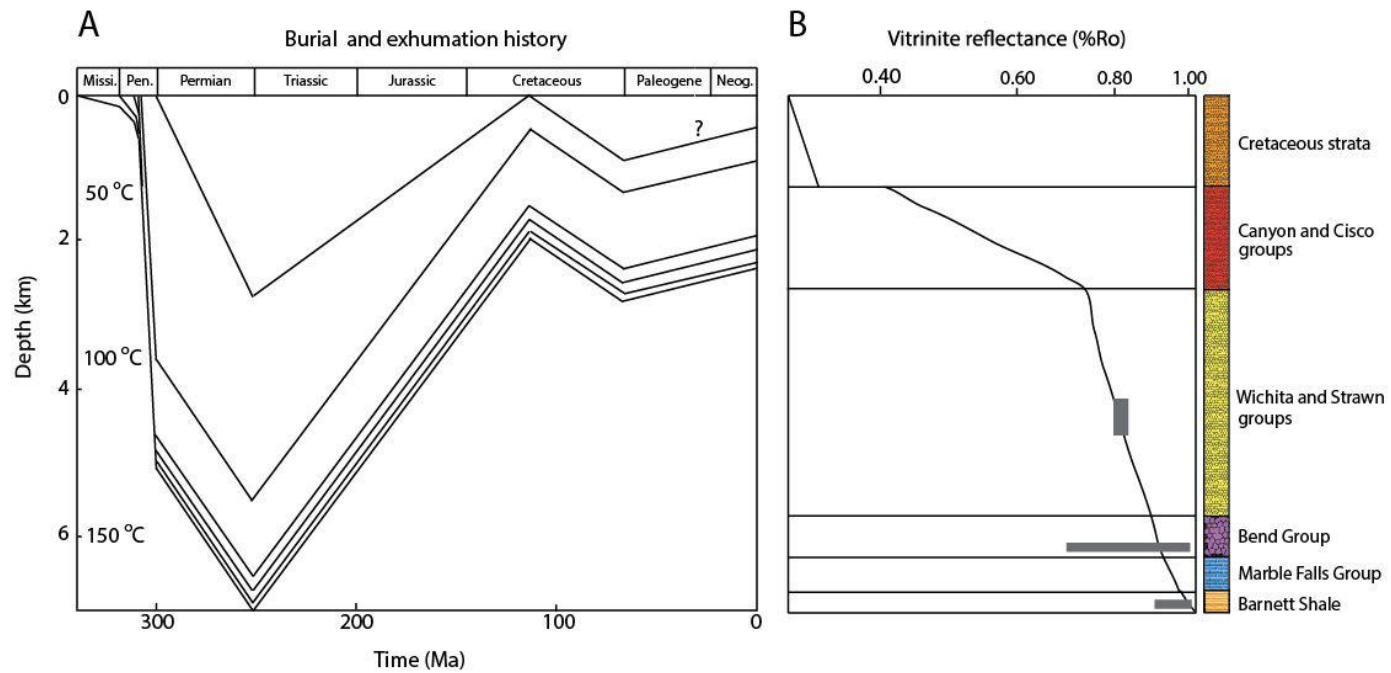 A
Burial and exhumation history
Missi. Pen. Permian Triassic Jurassic Cretaceous Paleogene Neog.
0
?
50 °C
2
100 °C
4
6
150 °C
Depth (km)
300 200 100 0
Time (Ma)
B
Vitrinite reflectance (%Ro)
0.40 0.60 0.80 1.00
Cretaceous strata
Canyon and Cisco
groups
Wichita and Strawn
groups
Bend Group
Marble Falls Group
Barnett Shale